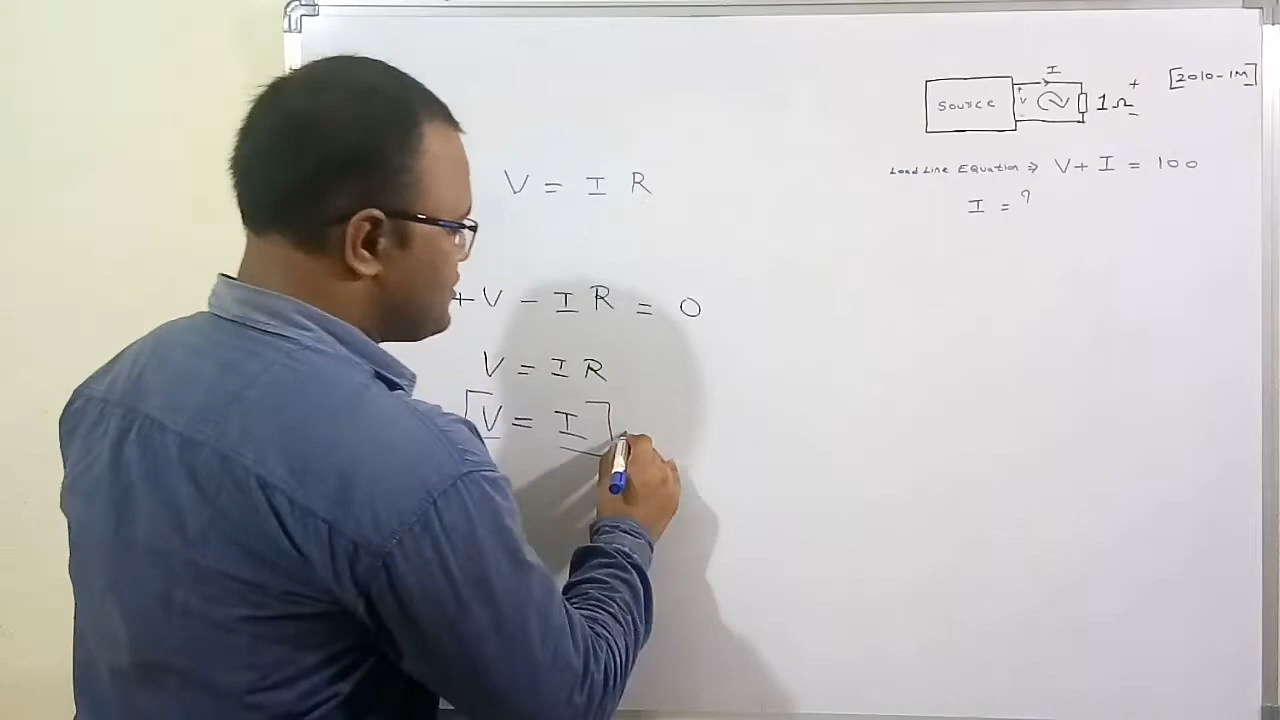 V = I R
+V - I R = 0
V = I R
V = I
[2010-1M]
I
Source
V
1Ω
+
-
Load Line Equation ⇒ V + I = 100
I = ?